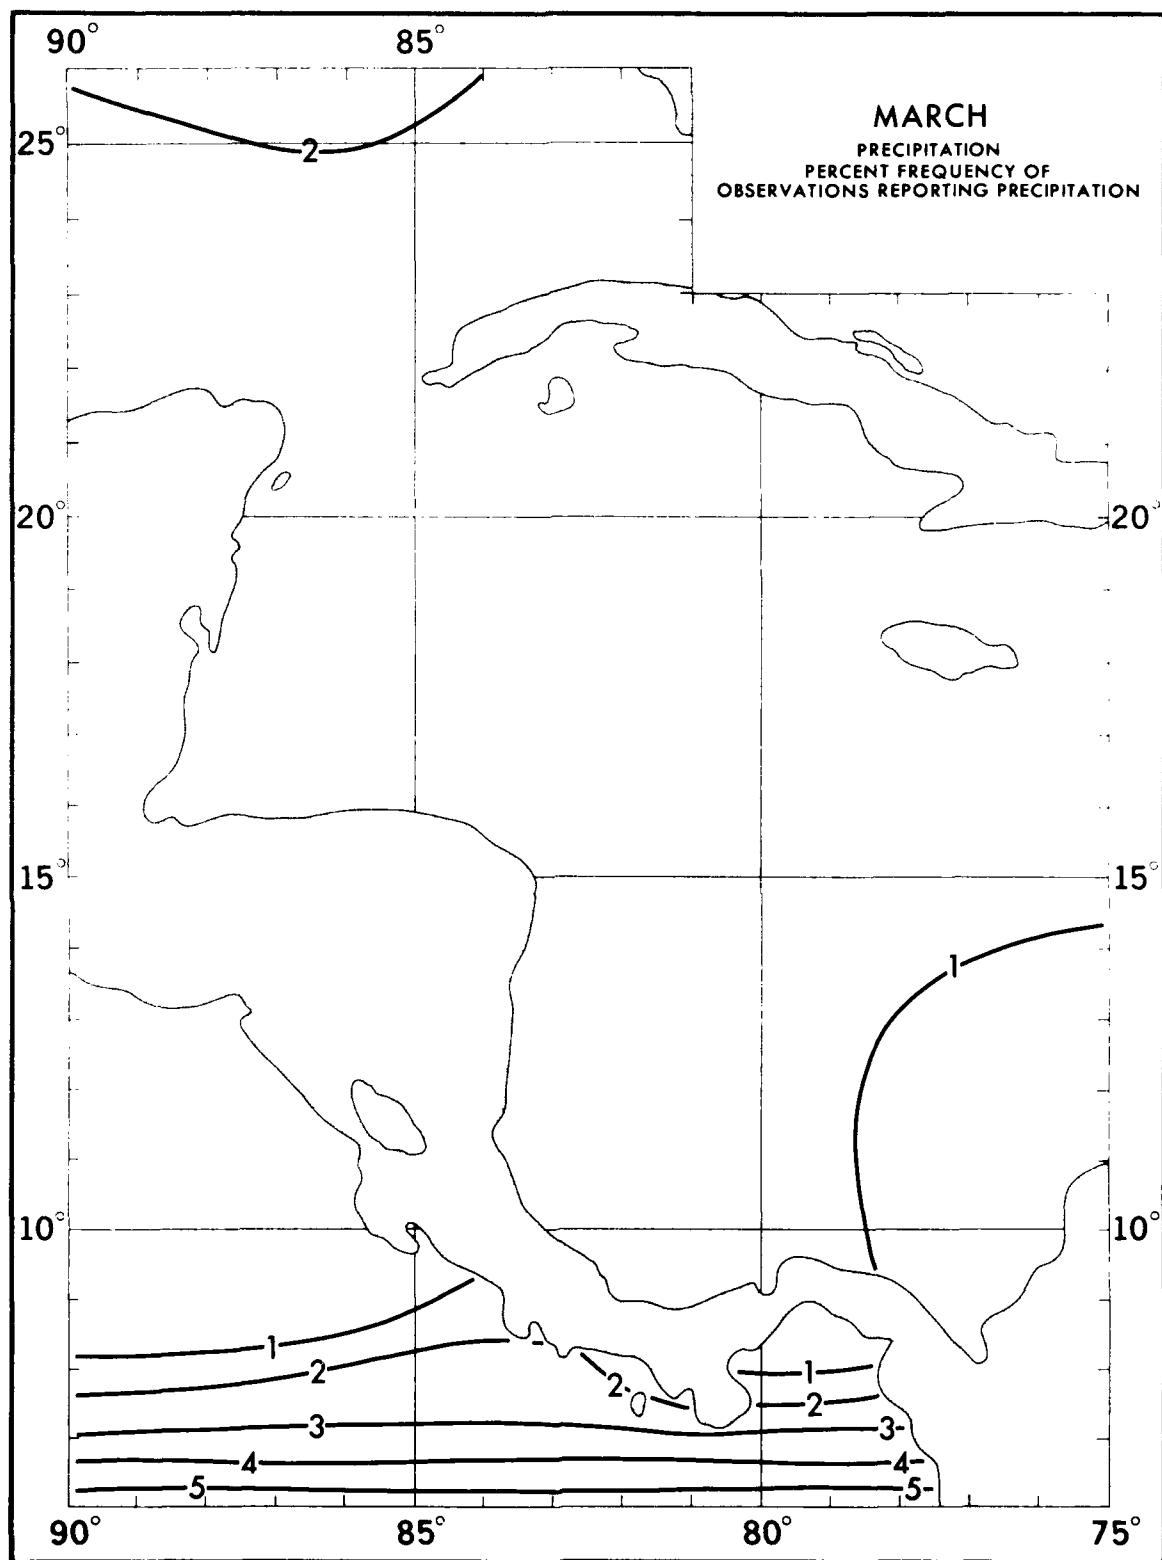 90° 85°
MARCH
PRECIPITATION
PERCENT FREQUENCY OF
OBSERVATIONS REPORTING PRECIPITATION
25°
2
20° 20°
15° 15°
1
10° 10°
1
2 2 1
2
3 3
4 4
5 5
90° 85° 80° 75°